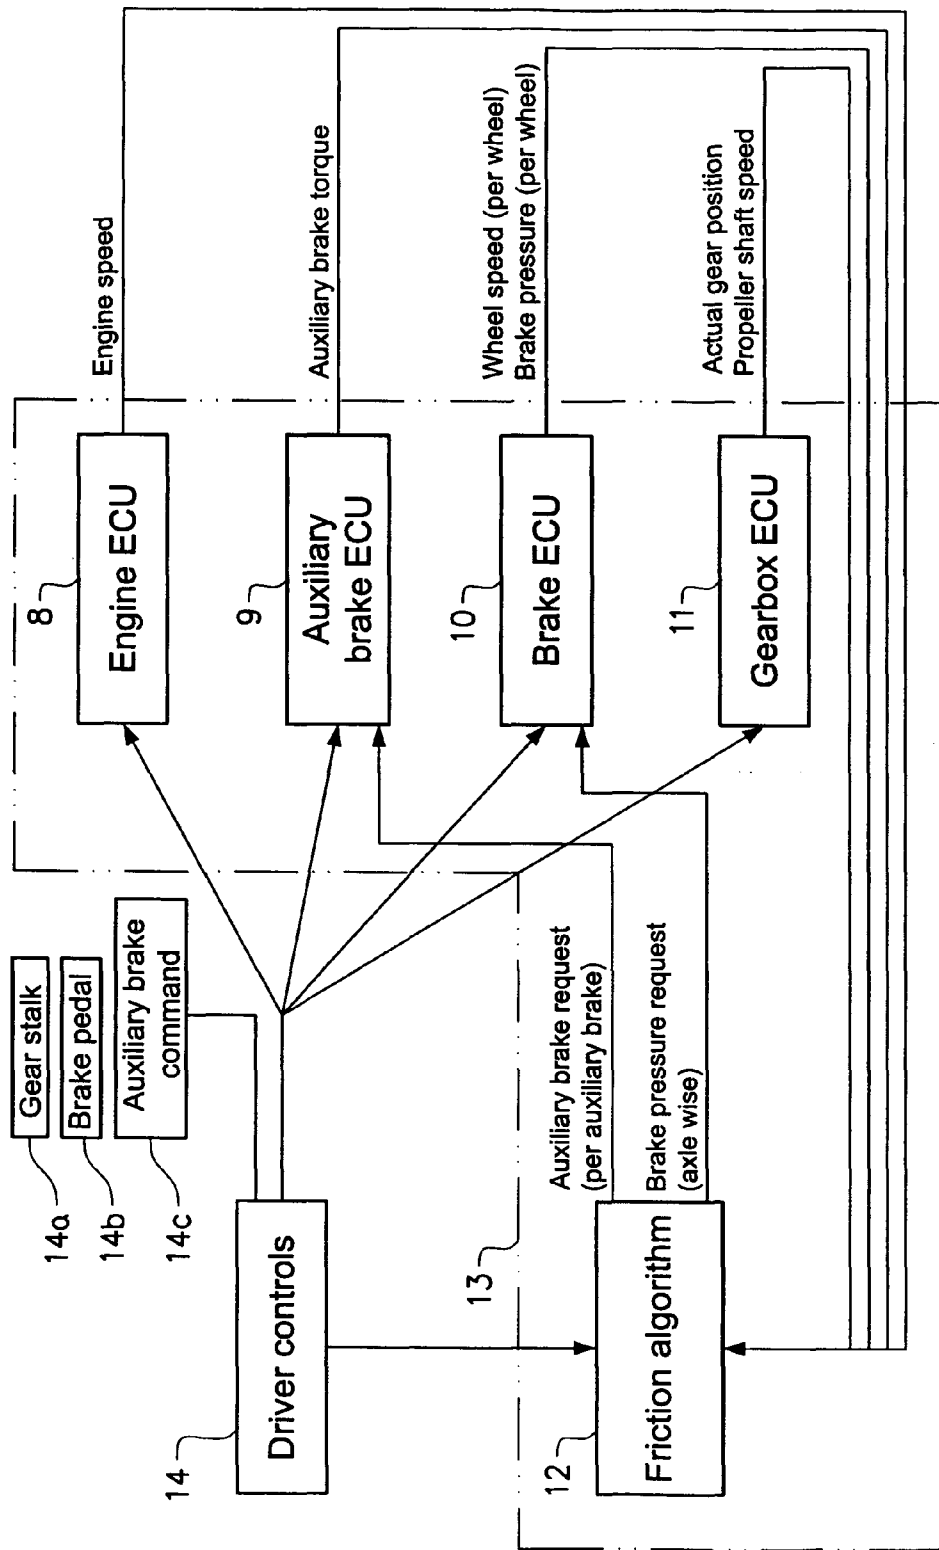 14a
Gear stalk
14b
Brake pedal
14c
Auxiliary brake
command
14
Driver controls
8
Engine ECU
Engine speed
9
Auxiliary
brake ECU
Auxiliary brake torque
10
Brake ECU
Wheel speed (per wheel)
Brake pressure (per wheel)
11
Gearbox ECU
Actual gear position
Propeller shaft speed
13
12
Friction algorithm
Auxiliary brake request
(per auxiliary brake)
Brake pressure request
(axle wise)